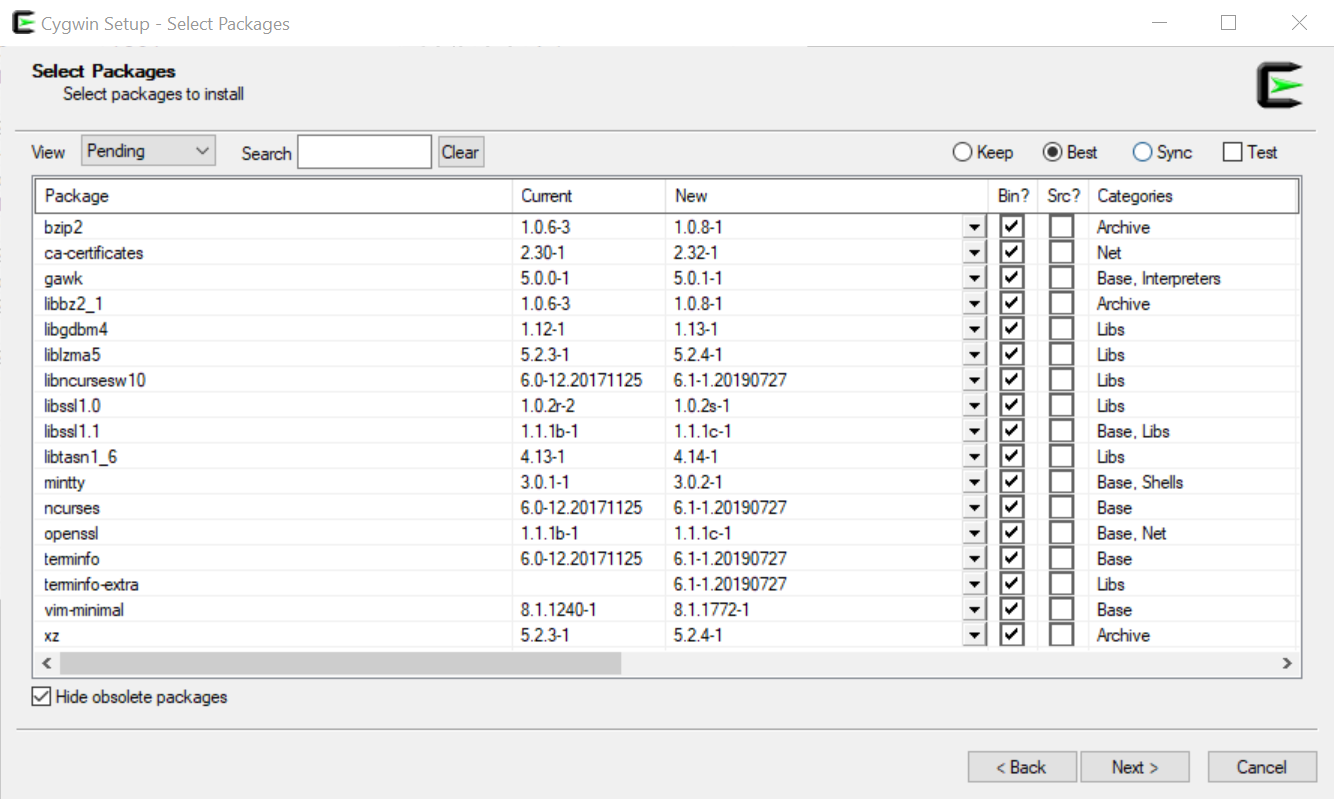 Cygwin Setup - Select Packages
Select Packages
Select packages to install
View Pending Search Clear Keep Best Sync Test
Package Current New Bin? Src? Categories
bzip2 1.0.6-3 1.0.8-1 Archive
ca-certificates 2.30-1 2.32-1 Net
gawk 5.0.0-1 5.0.1-1 Base, Interpreters
libbz2_1 1.0.6-3 1.0.8-1 Archive
libgdbm4 1.12-1 1.13-1 Libs
liblzma5 5.2.3-1 5.2.4-1 Libs
libncursesw10 6.0-12.20171125 6.1-1.20190727 Libs
libssl1.0 1.0.2r-2 1.0.2s-1 Libs
libssl1.1 1.1.1b-1 1.1.1c-1 Base, Libs
libtasn1_6 4.13-1 4.14-1 Libs
mintty 3.0.1-1 3.0.2-1 Base, Shells
ncurses 6.0-12.20171125 6.1-1.20190727 Base
openssl 1.1.1b-1 1.1.1c-1 Base, Net
terminfo 6.0-12.20171125 6.1-1.20190727 Base
terminfo-extra 6.1-1.20190727 Libs
vim-minimal 8.1.1240-1 8.1.1772-1 Base
xz 5.2.3-1 5.2.4-1 Archive
Hide obsolete packages
< Back Next > Cancel